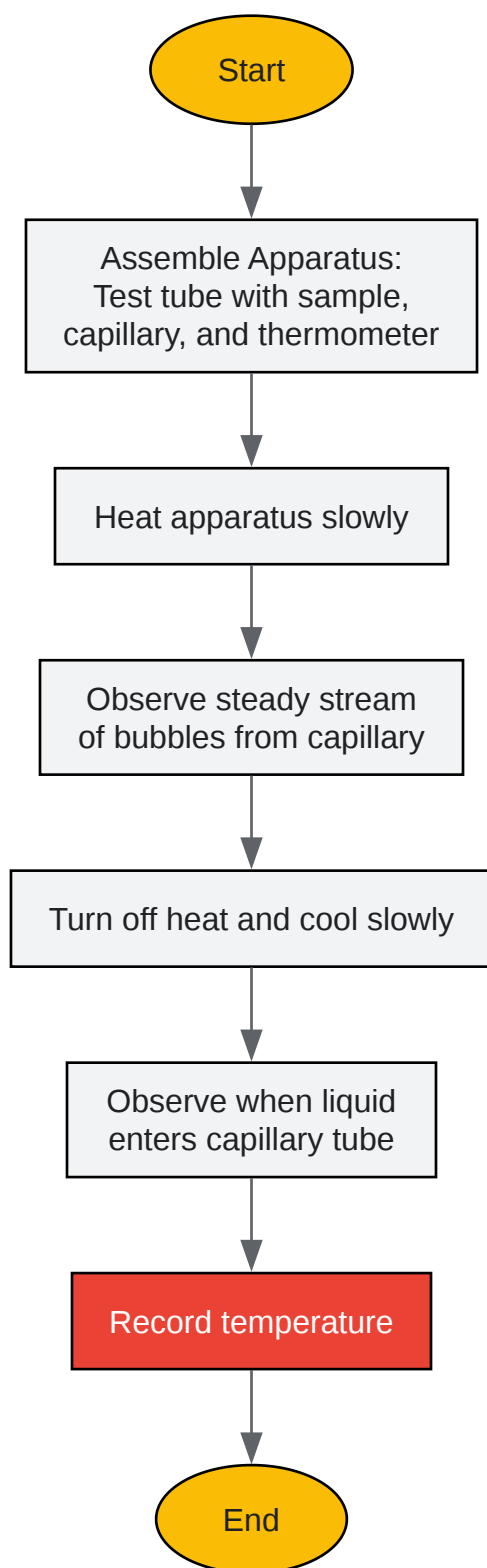 Start
Assemble Apparatus:
Test tube with sample,
capillary, and thermometer
Heat apparatus slowly
Observe steady stream
of bubbles from capillary
Turn off heat and cool slowly
Observe when liquid
enters capillary tube
Record temperature
End